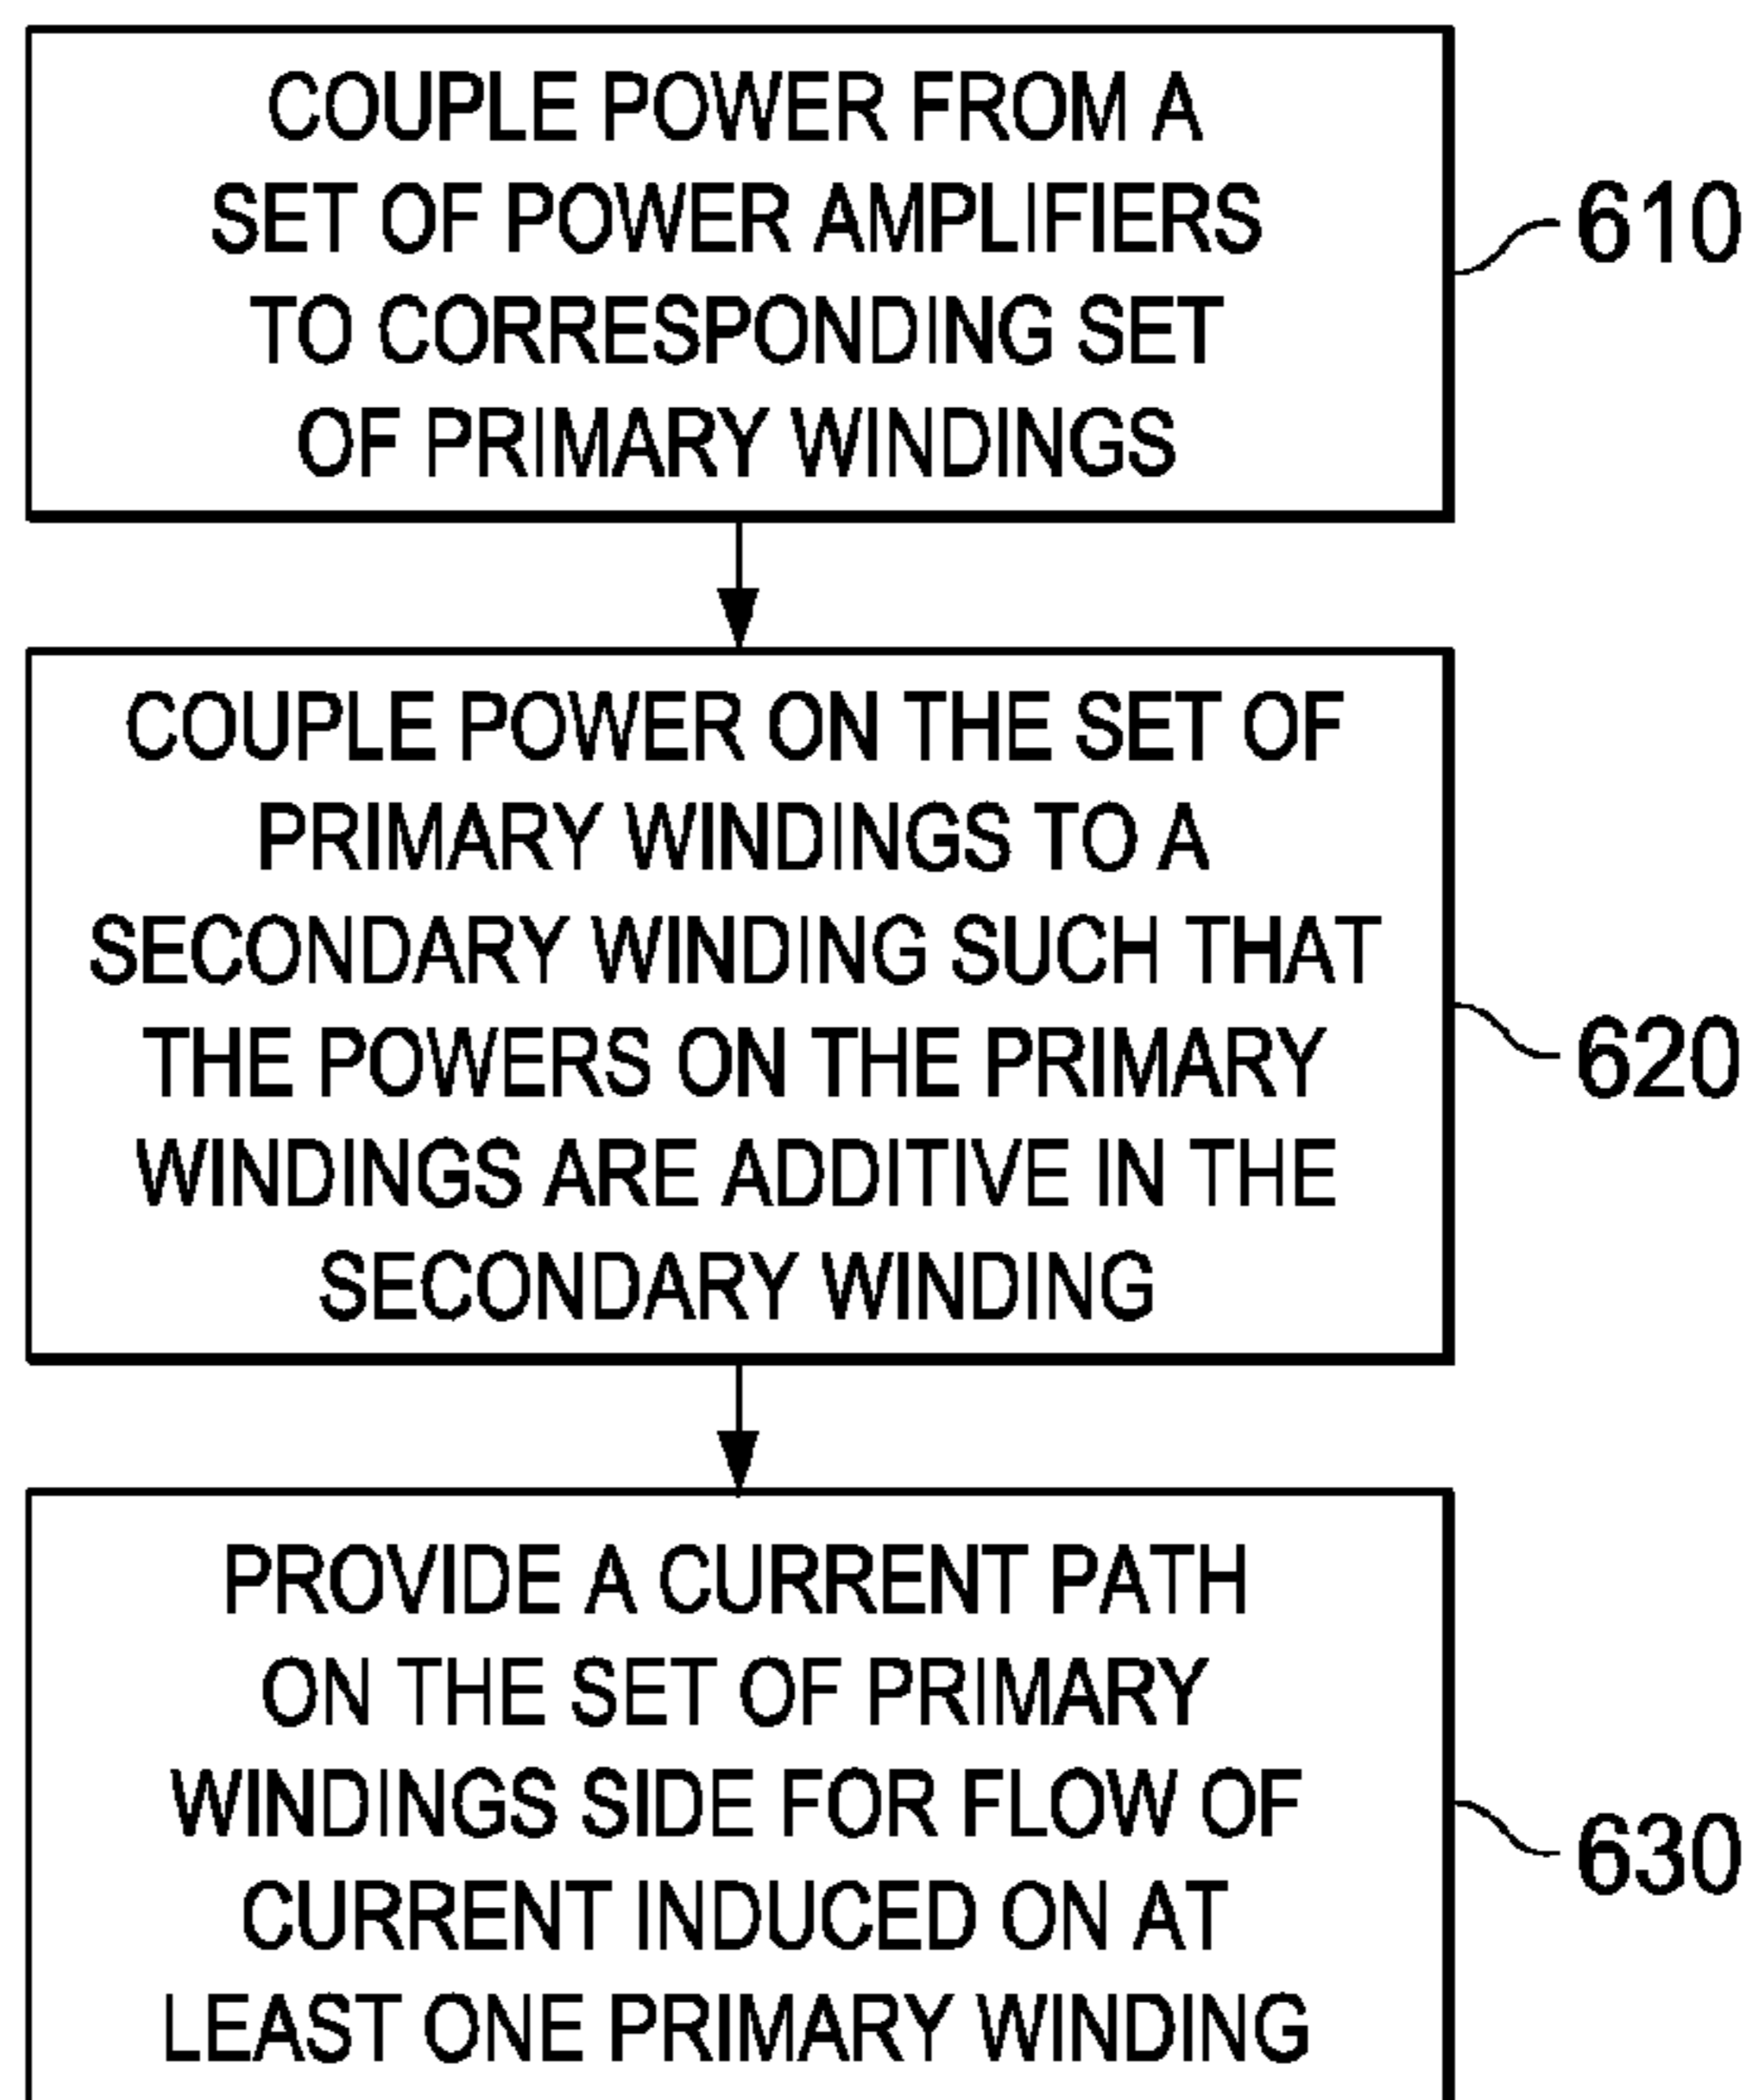 COUPLE POWER FROM A
SET OF POWER AMPLIFIERS
TO CORRESPONDING SET
OF PRIMARY WINDINGS
610
COUPLE POWER ON THE SET OF
PRIMARY WINDINGS TO A
SECONDARY WINDING SUCH THAT
THE POWERS ON THE PRIMARY
WINDINGS ARE ADDITIVE IN THE
SECONDARY WINDING
620
PROVIDE A CURRENT PATH
ON THE SET OF PRIMARY
WINDINGS SIDE FOR FLOW OF
CURRENT INDUCED ON AT
LEAST ONE PRIMARY WINDING
630